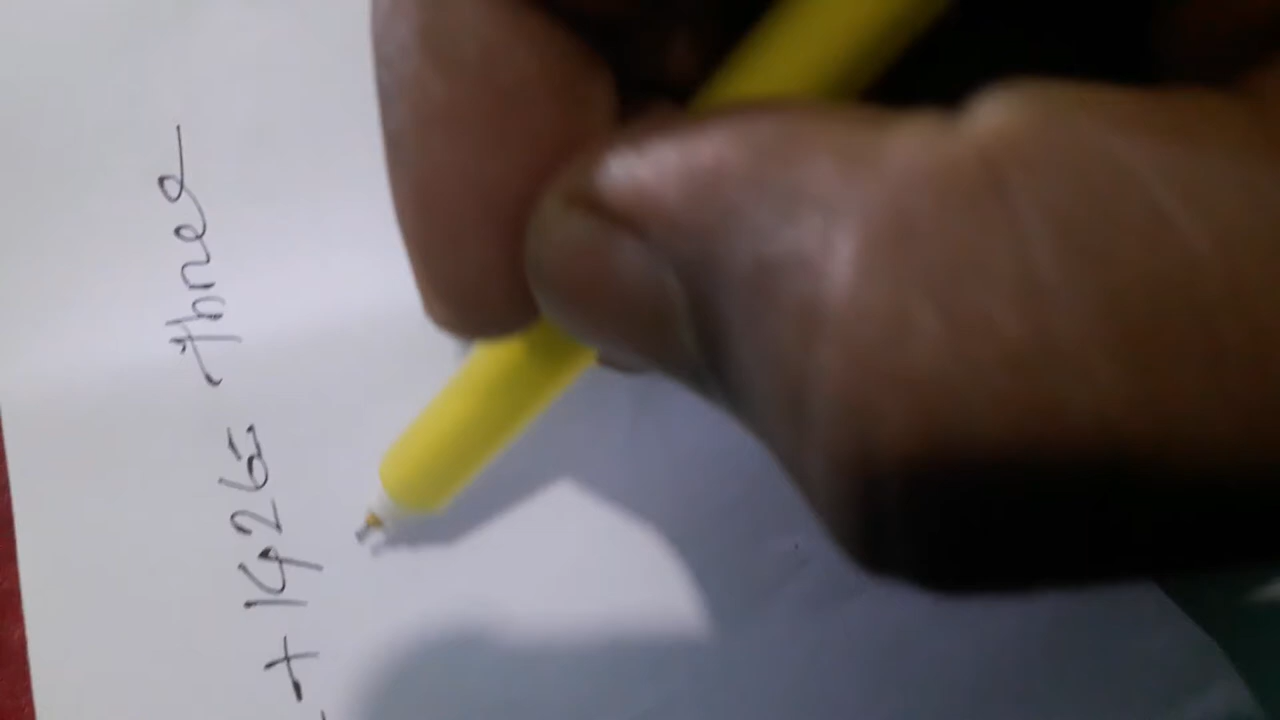 three
+ 1426=